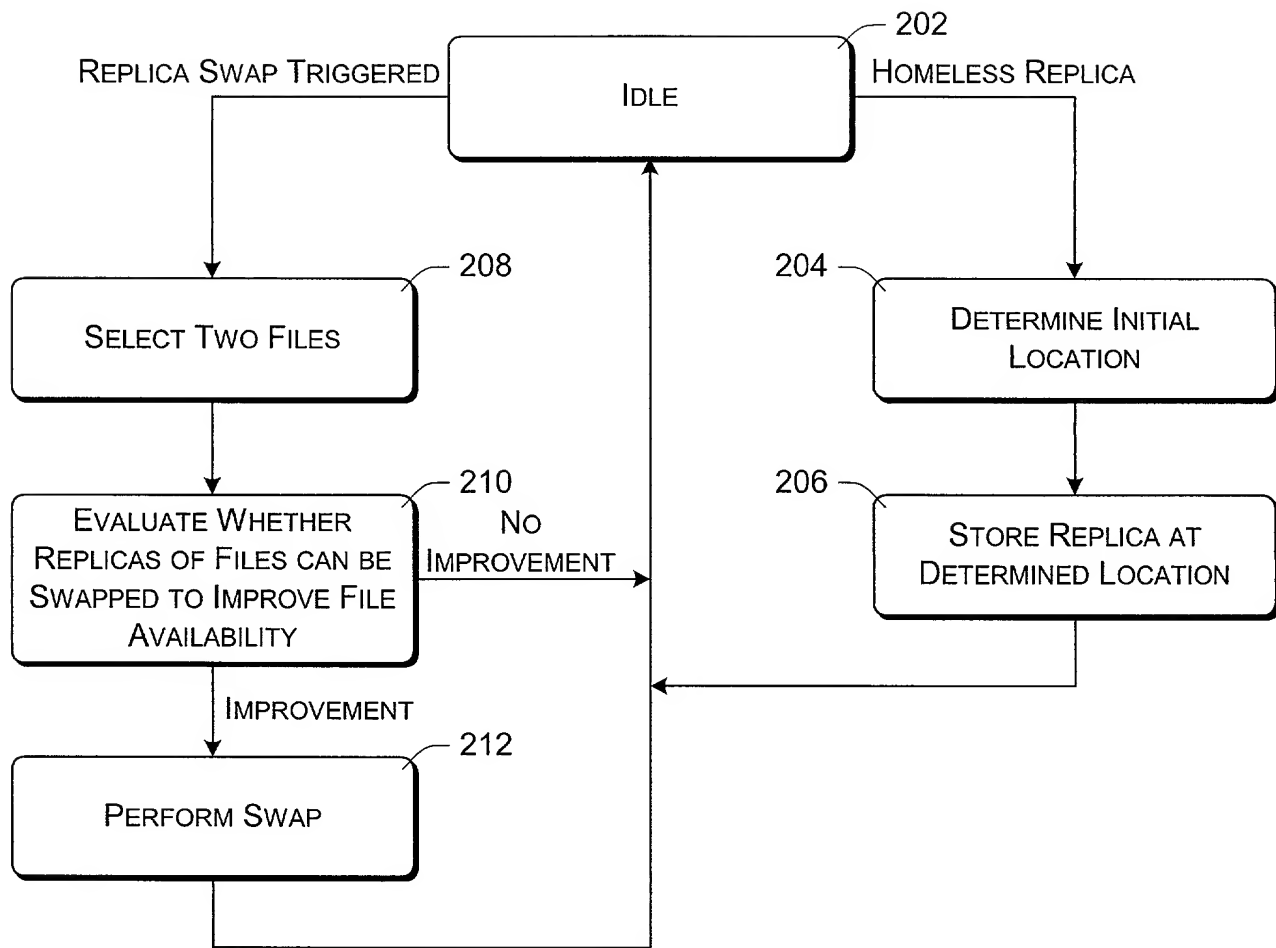 202
REPLICA SWAP TRIGGERED
IDLE
HOMELESS REPLICA
208
SELECT TWO FILES
204
DETERMINE INITIAL
LOCATION
210
EVALUATE WHETHER
REPLICAS OF FILES CAN BE
SWAPPED TO IMPROVE FILE
AVAILABILITY
NO
IMPROVEMENT
206
STORE REPLICA AT
DETERMINED LOCATION
IMPROVEMENT
212
PERFORM SWAP